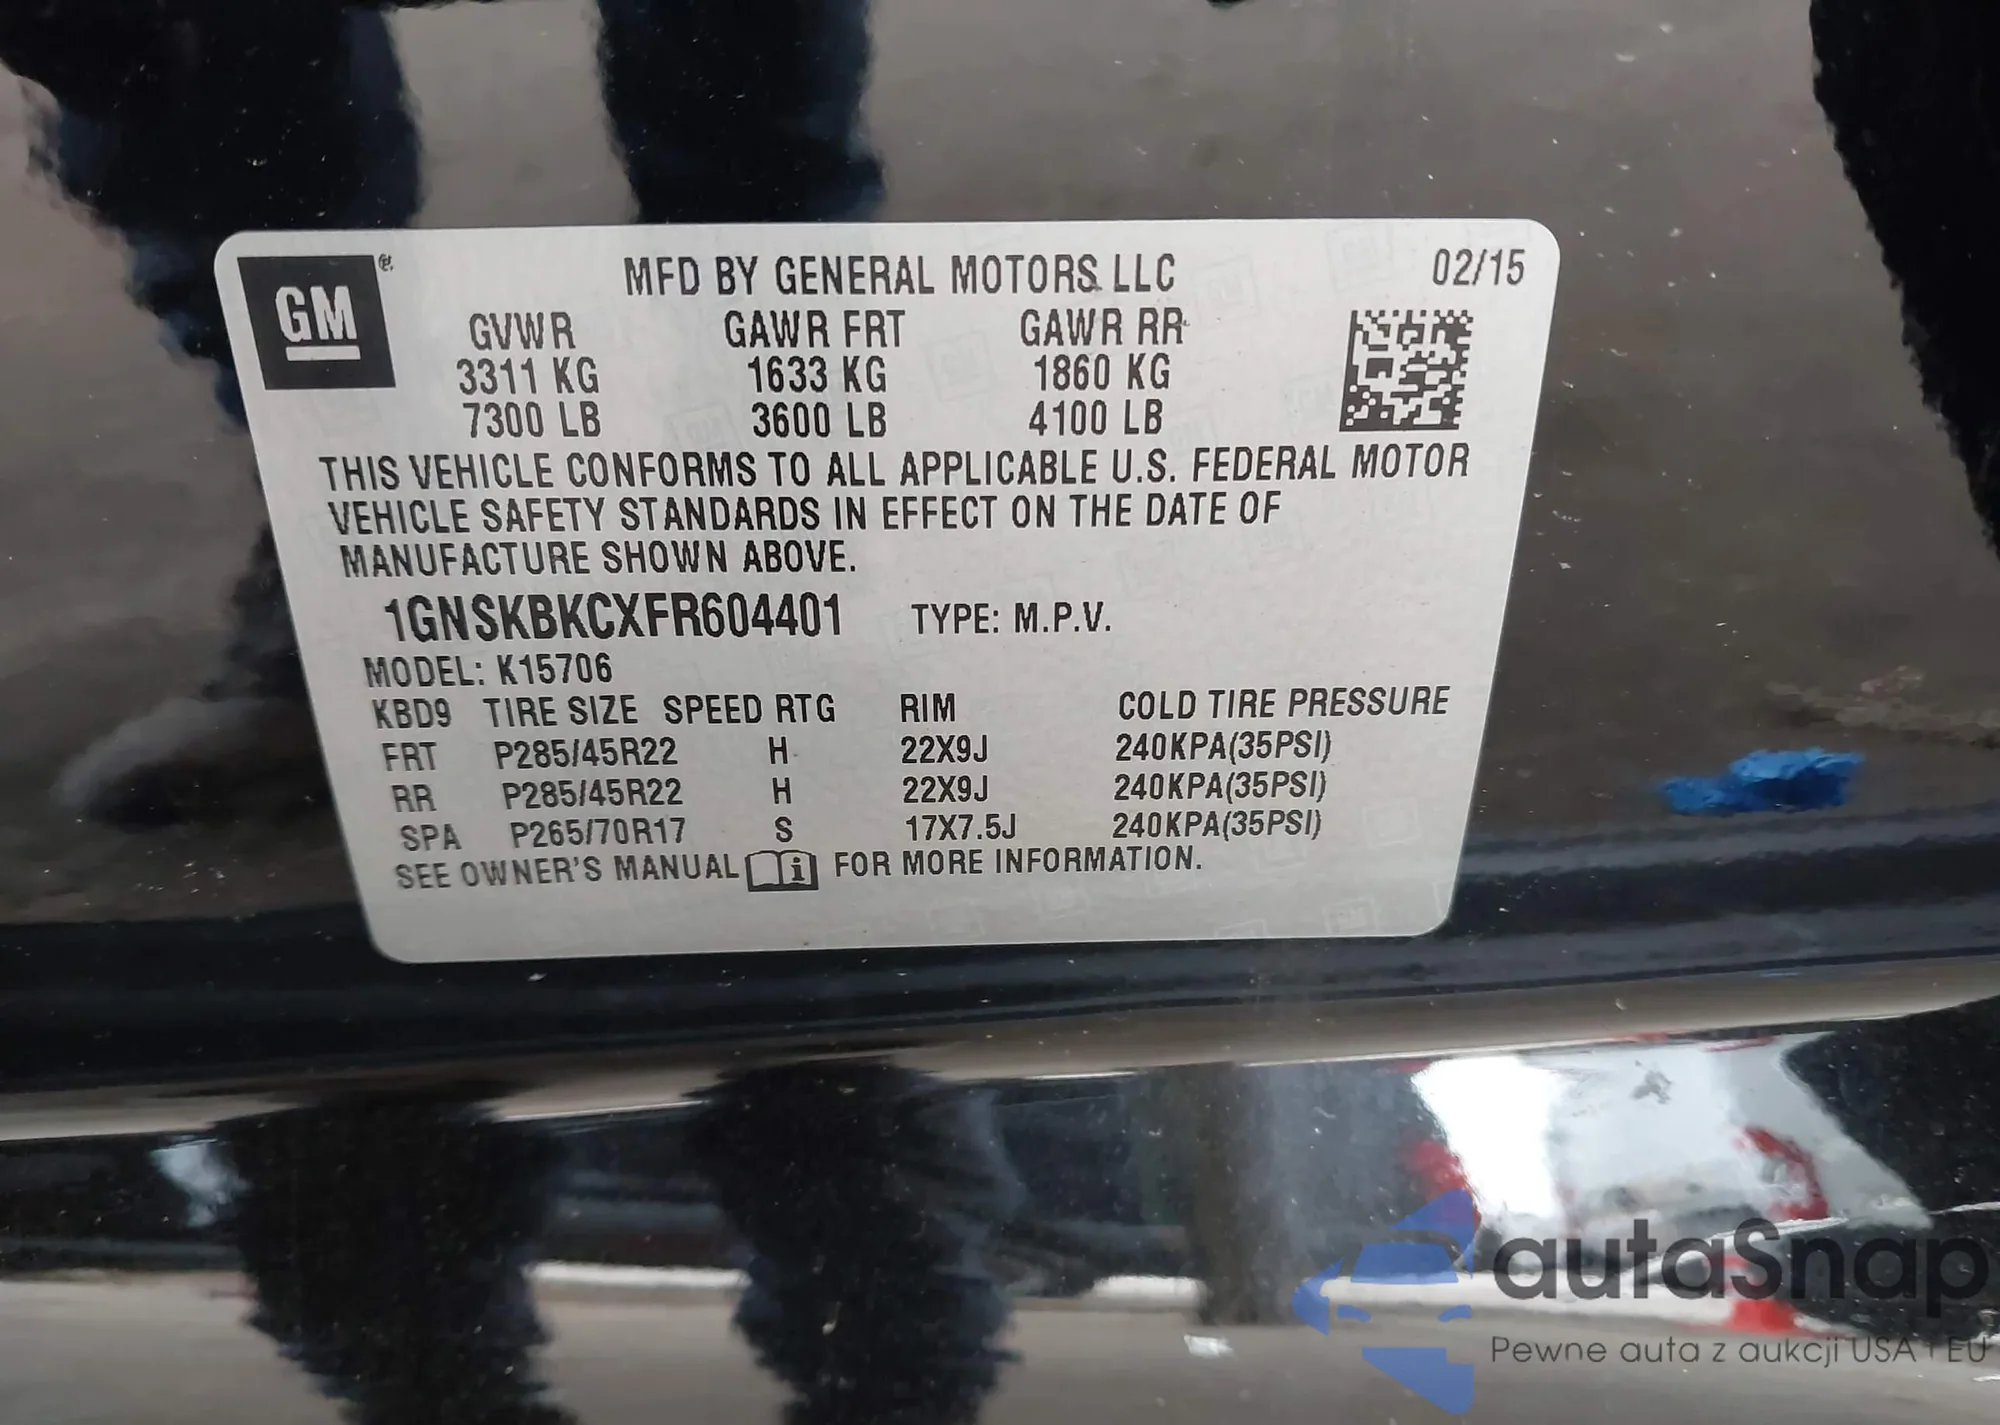 GM
MFD BY GENERAL MOTORS LLC 02/15
GVWR GAWR FRT GAWR RR
3311 KG 1633 KG 1860 KG
7300 LB 3600 LB 4100 LB
THIS VEHICLE CONFORMS TO ALL APPLICABLE U.S. FEDERAL MOTOR
VEHICLE SAFETY STANDARDS IN EFFECT ON THE DATE OF
MANUFACTURE SHOWN ABOVE.
1GNSKBKCXFR604401 TYPE: M.P.V.
MODEL: K15706
KBD9 TIRE SIZE SPEED RTG RIM COLD TIRE PRESSURE
FRT P285/45R22 H 22X9J 240KPA(35PSI)
RR P285/45R22 H 22X9J 240KPA(35PSI)
SPA P265/70R17 S 17X7.5J 240KPA(35PSI)
SEE OWNER'S MANUAL FOR MORE INFORMATION.
autaSnap
Pewne auta z aukcji USA i EU